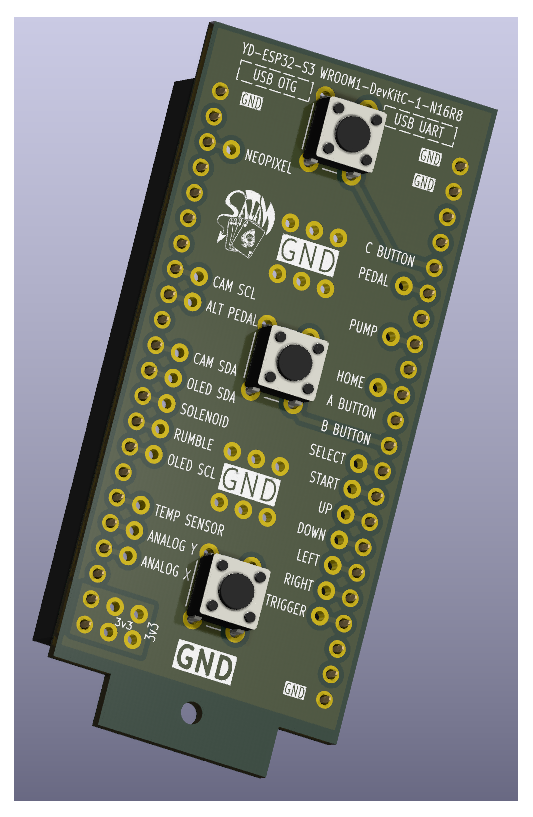 YD-ESP32-S3 WROOM1-DevKitC-1-N16R8
USB OTG
USB UART
GND
GND
GND
NEOPIXEL
SATAM
GND
C BUTTON
PEDAL
CAM SCL
ALT PEDAL
PUMP
CAM SDA
OLED SDA
HOME
A BUTTON
SOLENOID
B BUTTON
RUMBLE
OLED SCL
GND
SELECT
START
UP
TEMP SENSOR
DOWN
ANALOG Y
LEFT
ANALOG X
RIGHT
TRIGGER
3v3
3v3
GND
GND